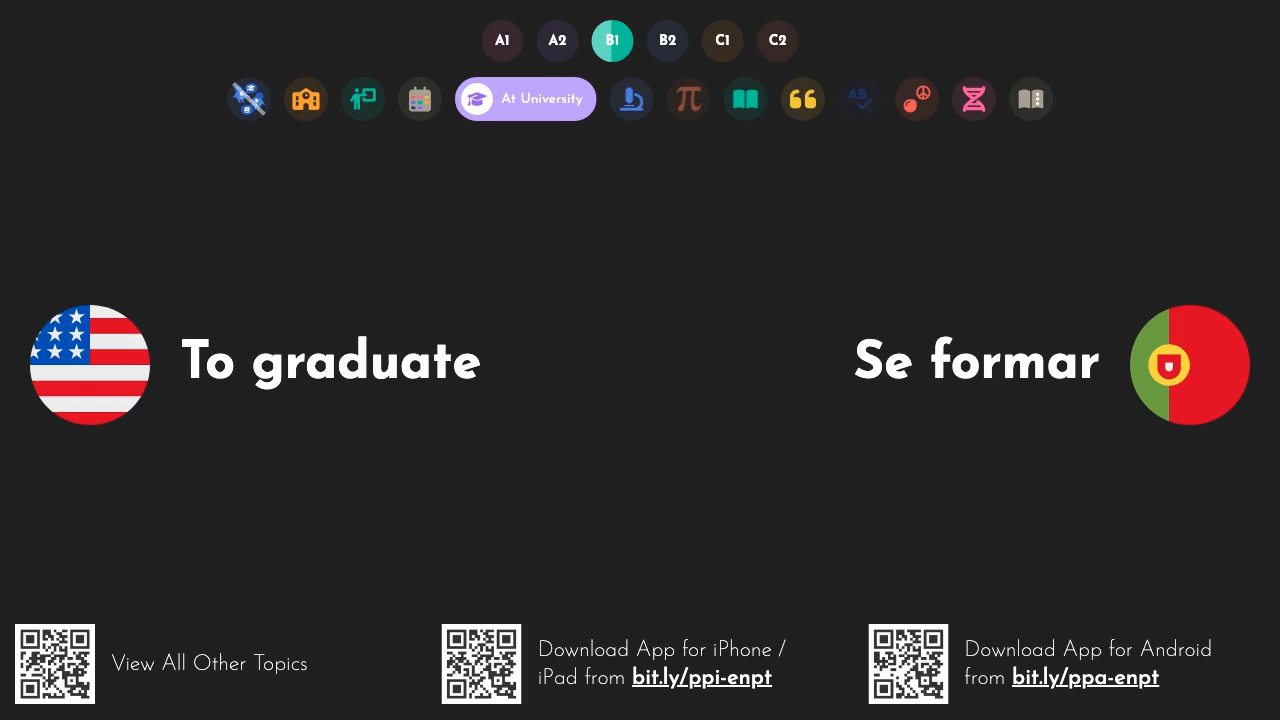 A1 A2 B1 B2 C1 C2
At University
To graduate
Se formar
View All Other Topics
Download App for iPhone /
iPad from bit.ly/ppi-enpt
Download App for Android
from bit.ly/ppa-enpt